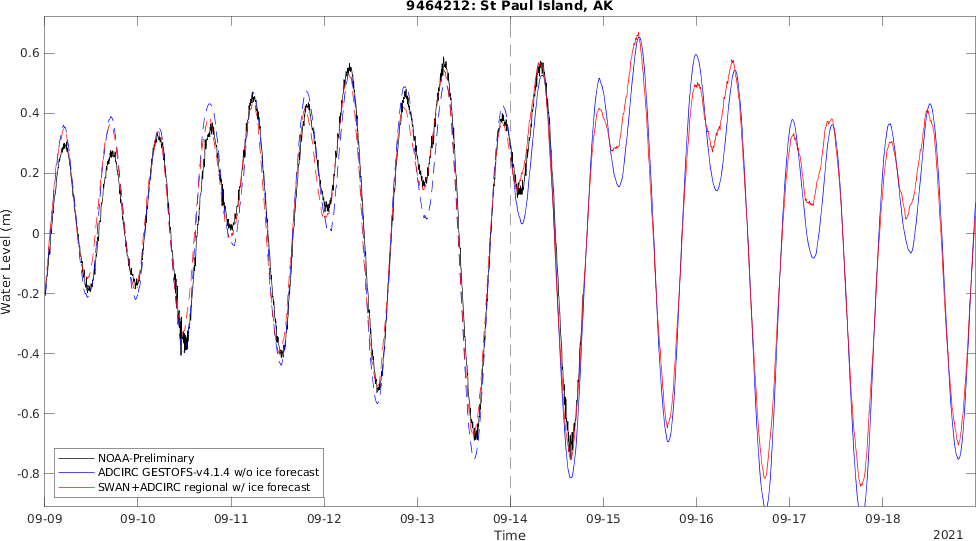 9464212: St Paul Island, AK
Water Level (m)
0.6
0.4
0.2
0
-0.2
-0.4
-0.6
-0.8
NOAA-Preliminary
ADCIRC GESTOFS-v4.1.4 w/o ice forecast
SWAN+ADCIRC regional w/ ice forecast
09-09 09-10 09-11 09-12 09-13 09-14 09-15 09-16 09-17 09-18
Time
2021